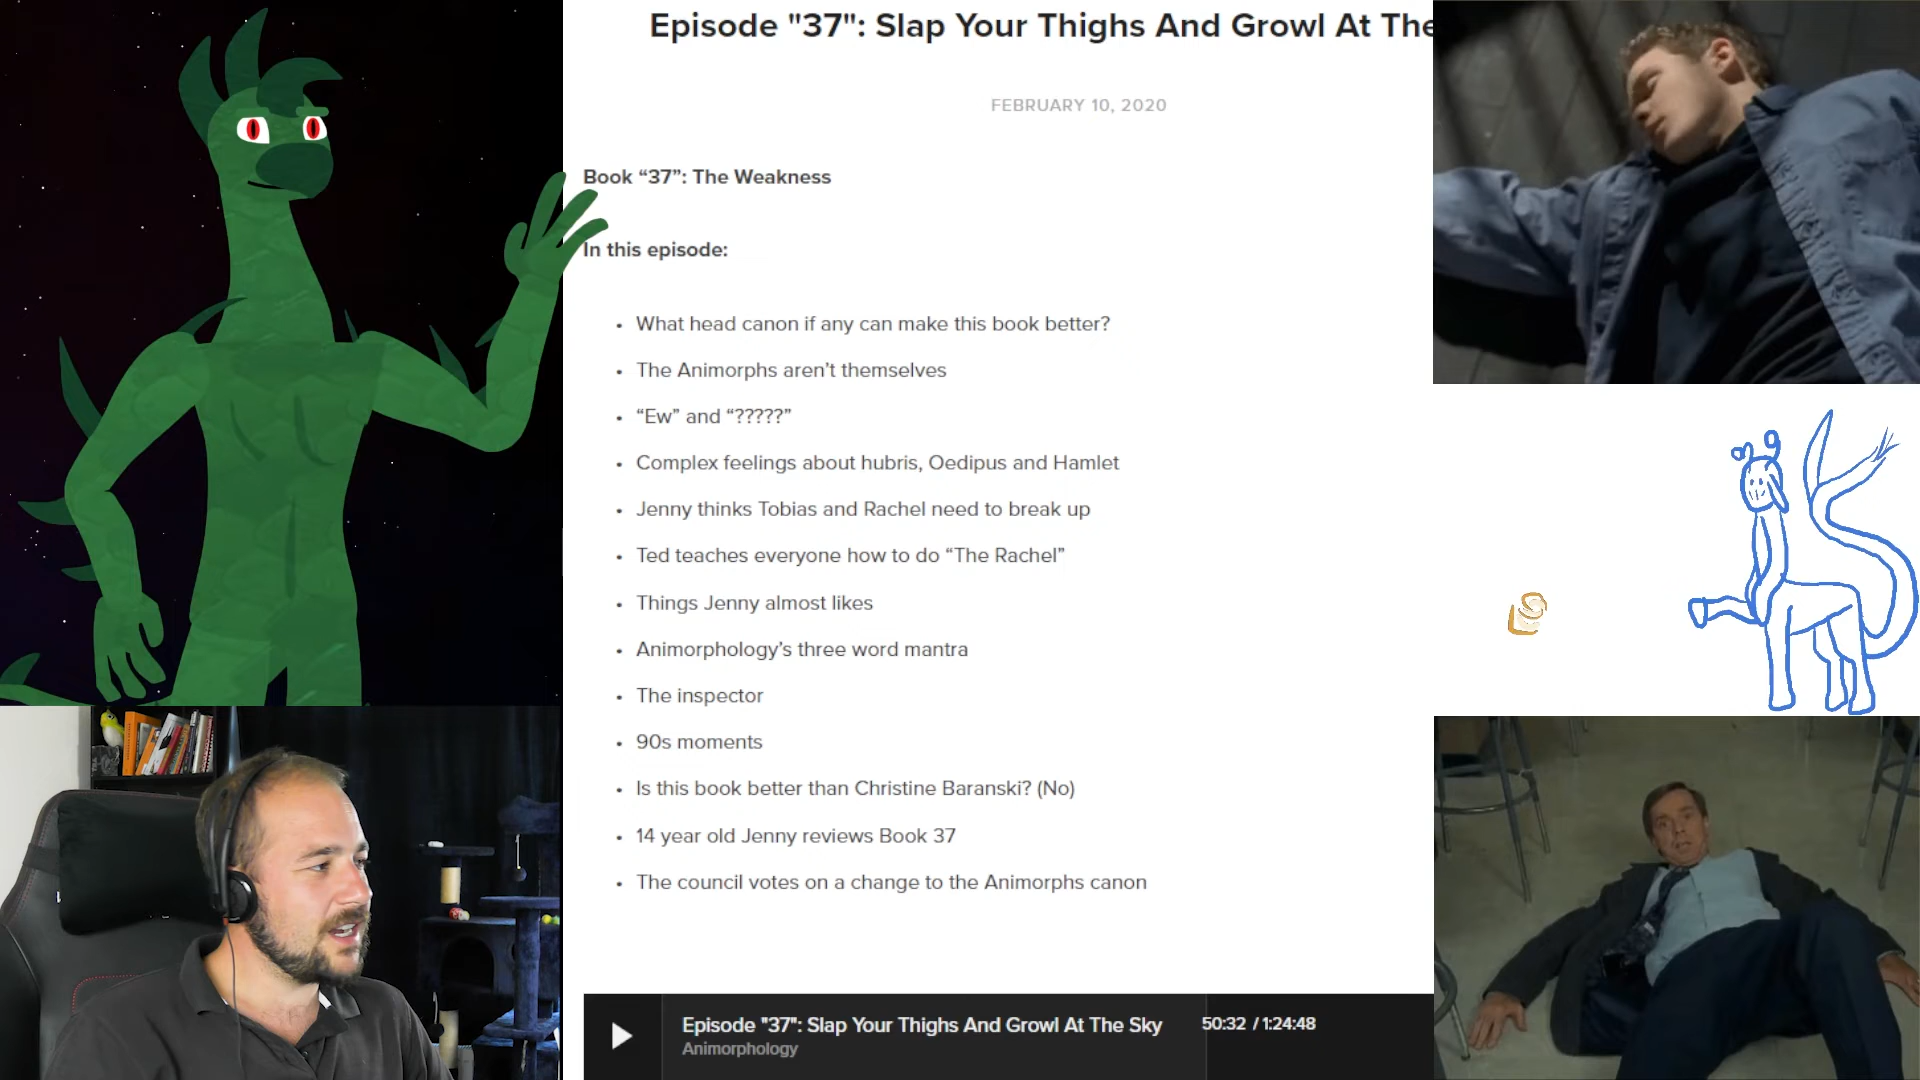 Episode "37": Slap Your Thighs And Growl At The
FEBRUARY 10, 2020
Book “37”: The Weakness
In this episode:
• What head canon if any can make this book better?
• The Animorphs aren’t themselves
• “Ew” and “?????”
• Complex feelings about hubris, Oedipus and Hamlet
• Jenny thinks Tobias and Rachel need to break up
• Ted teaches everyone how to do “The Rachel”
• Things Jenny almost likes
• Animorphology’s three word mantra
• The inspector
• 90s moments
• Is this book better than Christine Baranski? (No)
• 14 year old Jenny reviews Book 37
• The council votes on a change to the Animorphs canon
Episode "37": Slap Your Thighs And Growl At The Sky
50:32 / 1:24:48
Animorphology